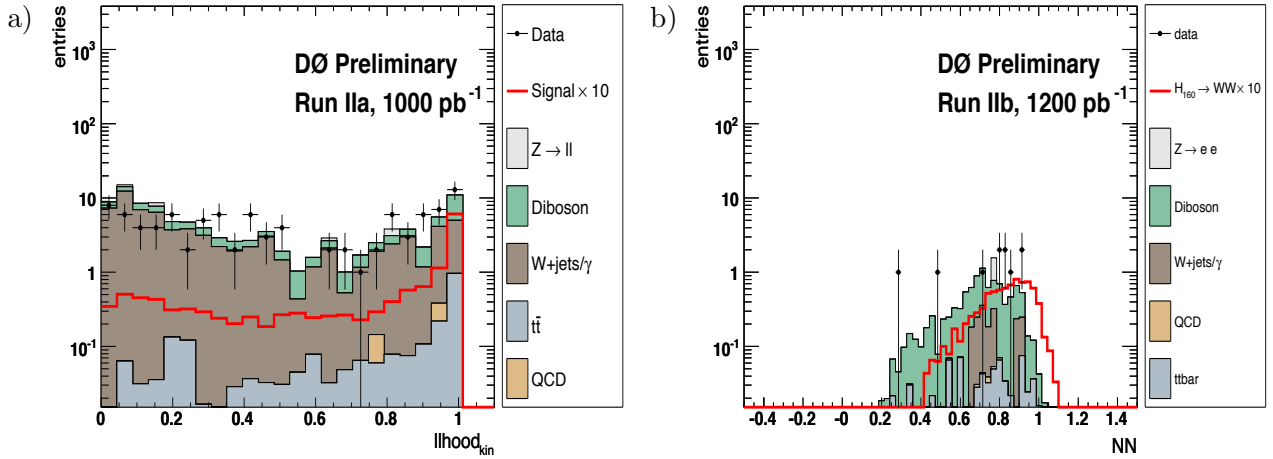 a)
entries
10³
10²
10
1
10⁻¹
0 0.2 0.4 0.6 0.8 1
llhood_kin
DØ Preliminary
Run IIa, 1000 pb⁻¹
Data
Signal × 10
Z → ll
Diboson
W+jets/γ
tt̄
QCD
b)
entries
10³
10²
10
1
10⁻¹
-0.4 -0.2 -0 0.2 0.4 0.6 0.8 1 1.2 1.4
NN
DØ Preliminary
Run IIb, 1200 pb⁻¹
data
H₁₆₀ → WW × 10
Z → e e
Diboson
W+jets/γ
QCD
ttbar